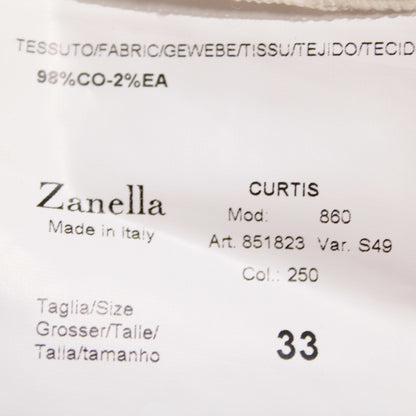 TESSUTO/FABRIC/GEWEBE/TISSU/TEJIDO/TECID
98%CO-2%EA
Zanella
Made in Italy
CURTIS
Mod: 860
Art. 851823 Var. S49
Col.: 250
Taglia/Size
Grosser/Talle/
Talla/tamanho
33